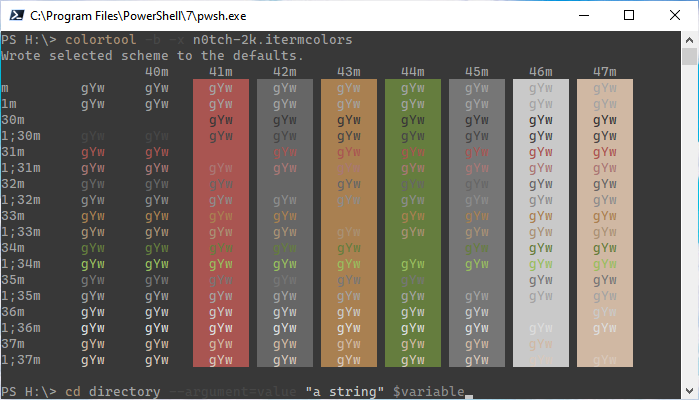 C:\Program Files\PowerShell\7\pwsh.exe
PS H:\> colortool -b -x n0tch-2k.itermcolors
Wrote selected scheme to the defaults.
40m 41m 42m 43m 44m 45m 46m 47m
m gYw gYw gYw gYw gYw gYw gYw gYw gYw
1m gYw gYw gYw gYw gYw gYw gYw gYw gYw
30m gYw gYw gYw gYw gYw gYw gYw
1;30m gYw gYw gYw gYw gYw gYw gYw gYw gYw
31m gYw gYw gYw gYw gYw gYw gYw gYw
1;31m gYw gYw gYw gYw gYw gYw gYw gYw gYw
32m gYw gYw gYw gYw gYw gYw gYw gYw
1;32m gYw gYw gYw gYw gYw gYw gYw gYw gYw
33m gYw gYw gYw gYw gYw gYw gYw gYw
1;33m gYw gYw gYw gYw gYw gYw gYw gYw gYw
34m gYw gYw gYw gYw gYw gYw gYw gYw
1;34m gYw gYw gYw gYw gYw gYw gYw gYw gYw
35m gYw gYw gYw gYw gYw gYw gYw gYw
1;35m gYw gYw gYw gYw gYw gYw gYw gYw gYw
36m gYw gYw gYw gYw gYw gYw gYw gYw
1;36m gYw gYw gYw gYw gYw gYw gYw gYw gYw
37m gYw gYw gYw gYw gYw gYw gYw gYw
1;37m gYw gYw gYw gYw gYw gYw gYw gYw gYw
PS H:\> cd directory --argument=value "a string" $variable